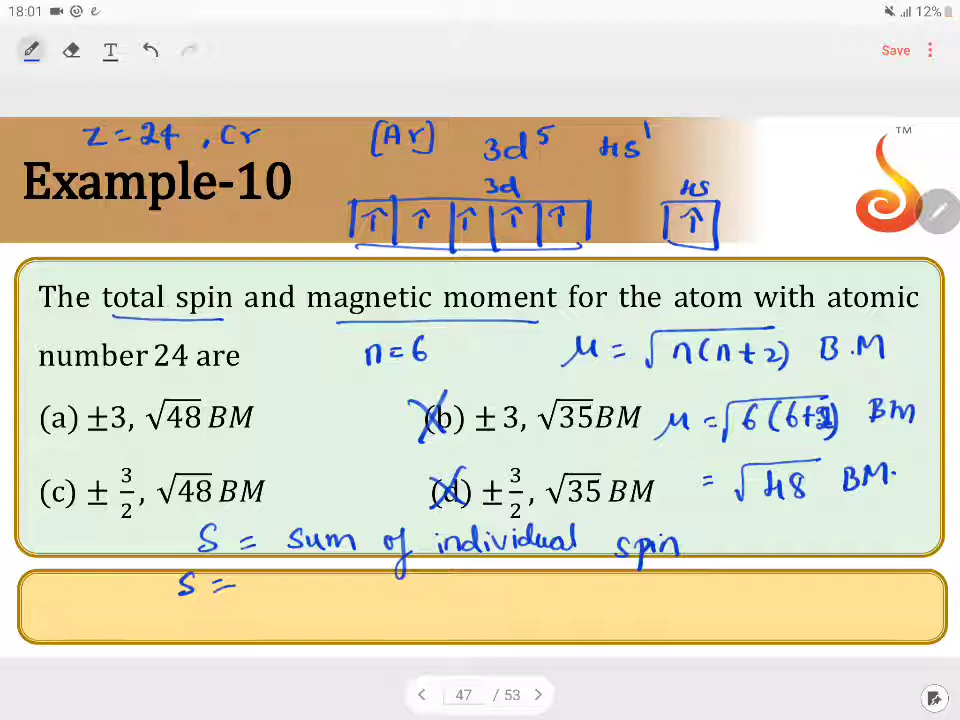 18:01
12%
T
Save
z = 24 , Cr [Ar] 3d⁵ 4s¹
TM
Example-10
3d 4s
↑ ↑ ↑ ↑ ↑ ↑
The total spin and magnetic moment for the atom with atomic
number 24 are n = 6 μ = √n(n+2) B.M
(a) ±3, √48 BM (b) ± 3, √35BM μ = √6(6+2) BM
(c) ± 3/2, √48 BM (d) ± 3/2, √35 BM = √48 BM.
S = sum of individual spin
S =
< 47 / 53 >